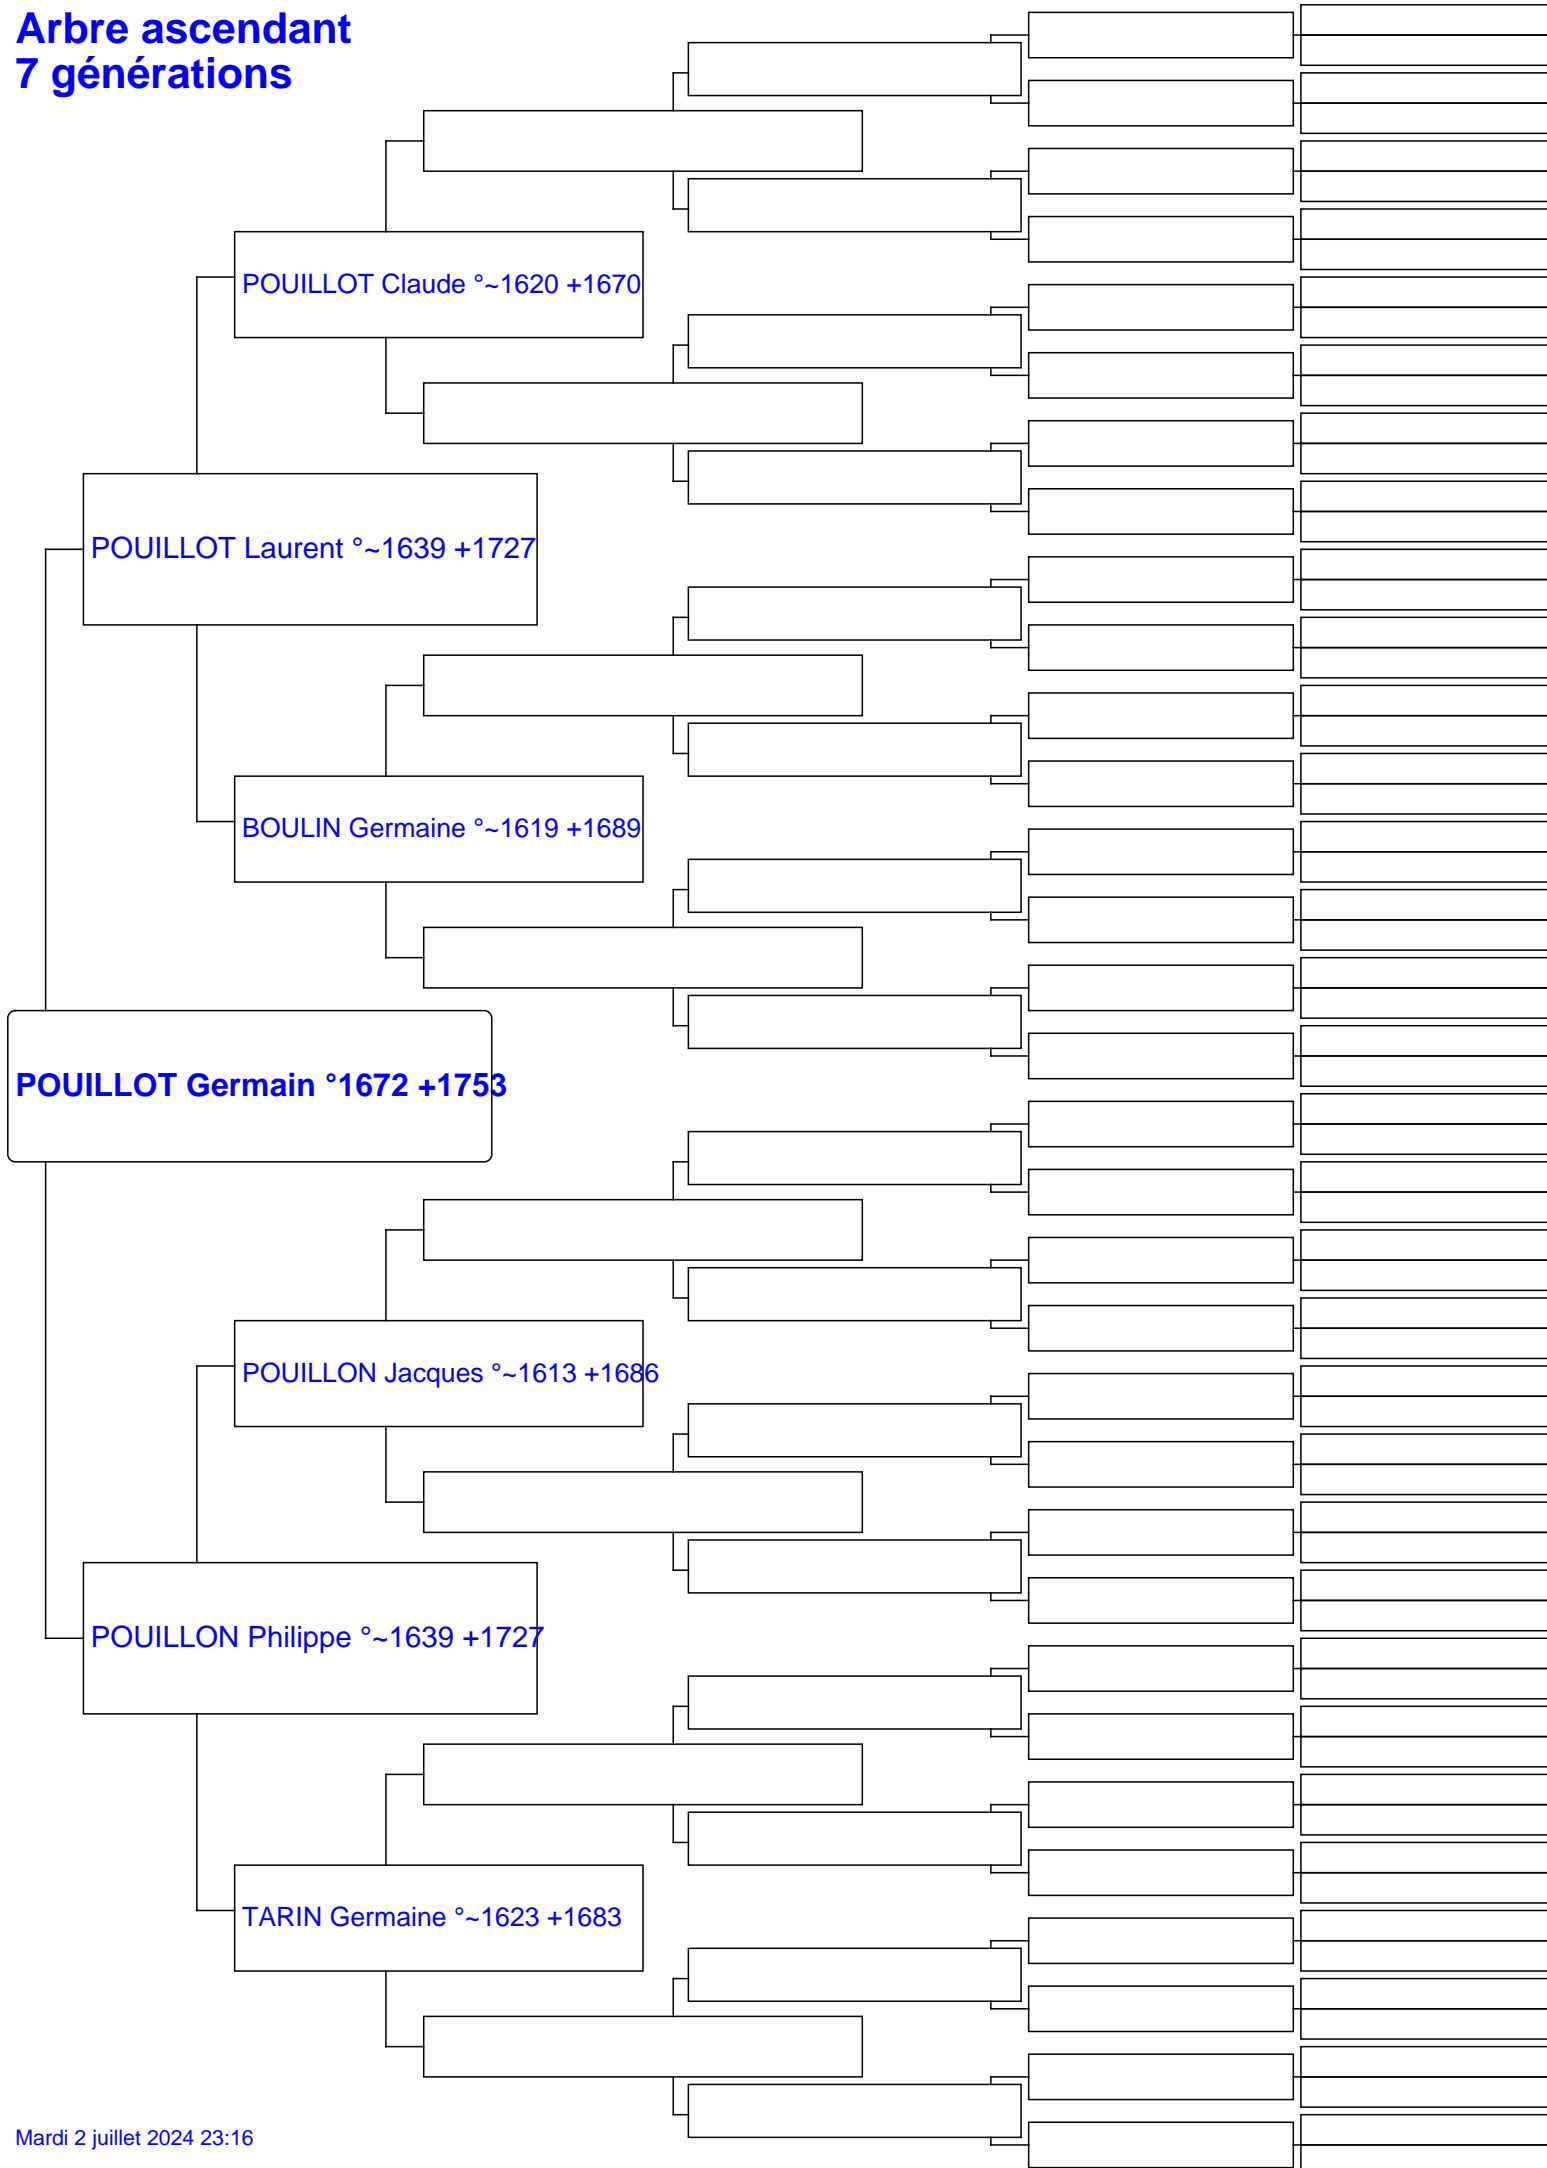 Arbre ascendant
7 générations
POUILLOT Claude °~1620 +1670
POUILLOT Laurent °~1639 +1727
BOULIN Germaine °~1619 +1689
POUILLOT Germain °1672 +1753
POUILLON Jacques °~1613 +1686
POUILLON Philippe °~1639 +1727
TARIN Germaine °~1623 +1683
Mardi 2 juillet 2024 23:16